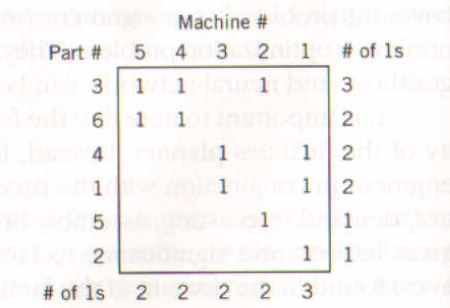 Machine #
Part # 5 4 3 2 1 # of 1s
3 1 1 1 3
6 1 1 2
4 1 1 2
1 1 1 2
5 1 1
2 1 1
# of 1s 2 2 2 2 3